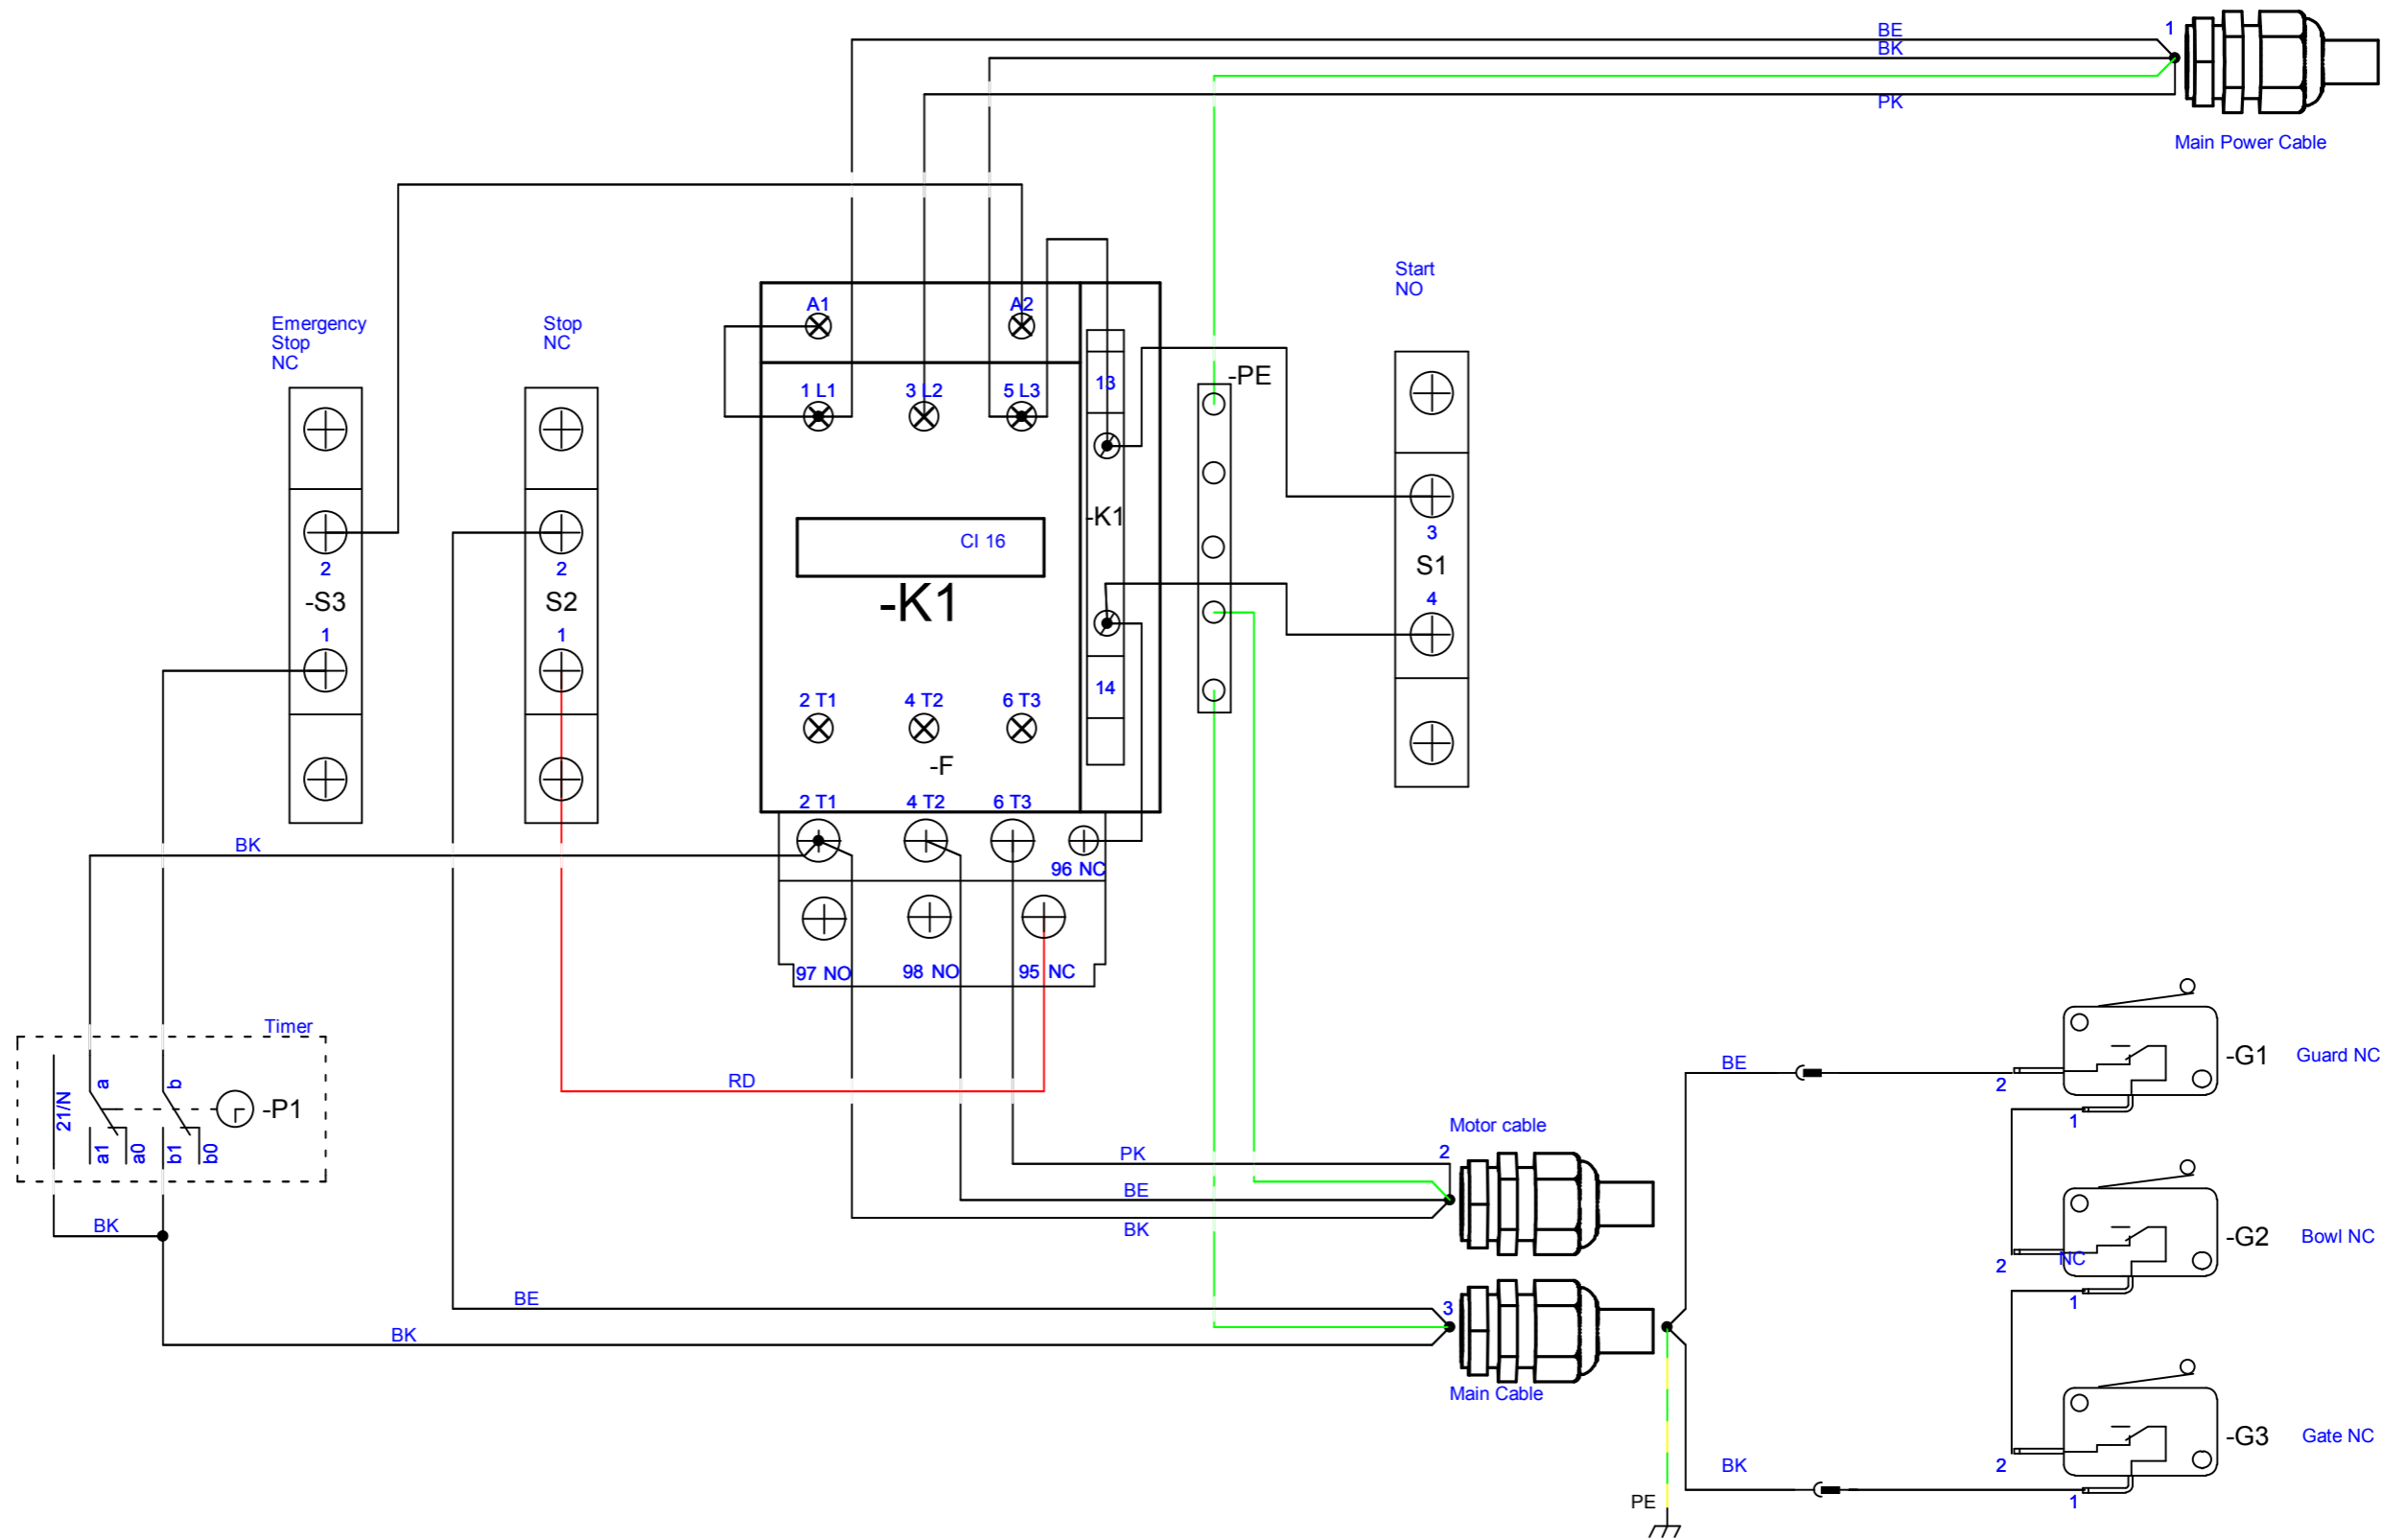 1
BE
BK
PK
Main Power Cable
Start
NO
Emergency
Stop
NC
Stop
NC
A1
A2
1 L1
3 L2
5 L3
13
-PE
-K1
CI 16
-K1
2
-S3
1
2
S2
1
3
S1
4
14
2 T1
4 T2
6 T3
-F
2 T1
4 T2
6 T3
96 NC
BK
97 NO
98 NO
95 NC
Timer
21/N
a
b
-P1
a1
a0
b1
b0
BK
RD
Motor cable
2
PK
BE
BK
BE
BK
3
Main Cable
PE
BE
-G1
Guard NC
2
1
-G2
Bowl NC
NC
2
1
-G3
Gate NC
2
1
BK